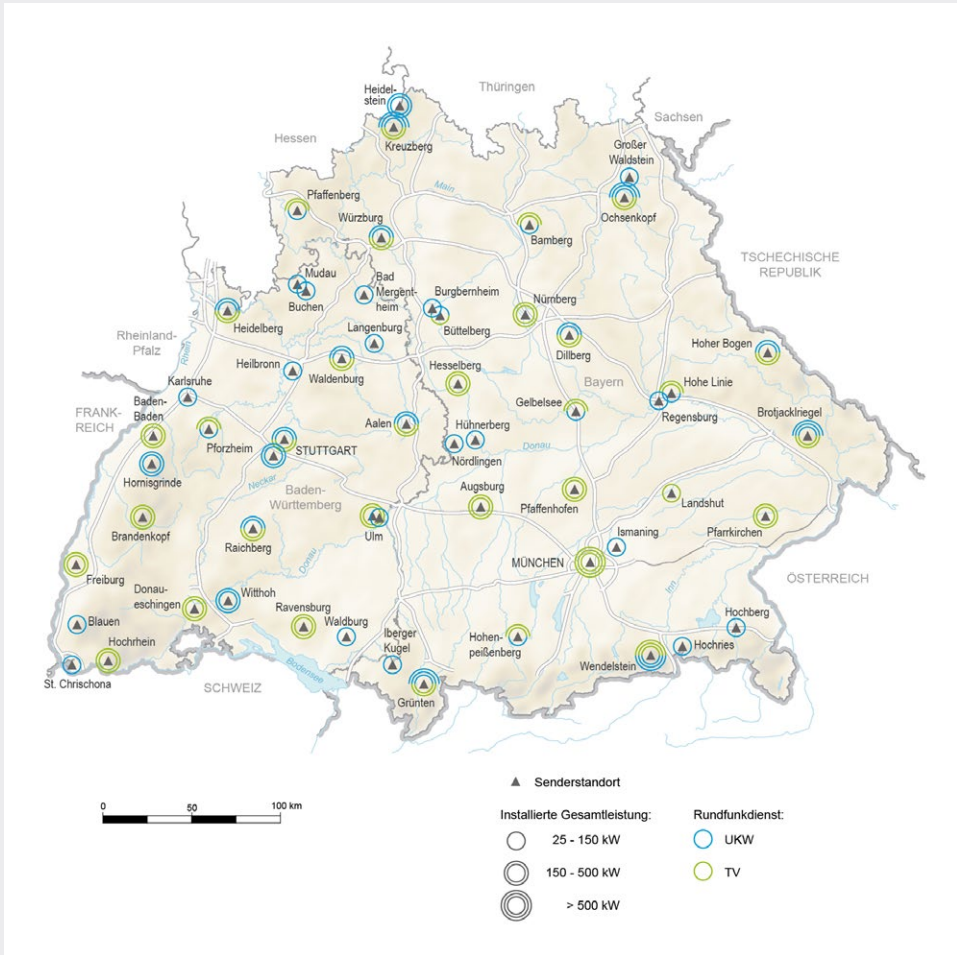 Heidel-
stein
Thüringen
Sachsen
Hessen
Kreuzberg
Großer
Waldstein
Main
Pfaffenberg
Würzburg
Ochsenkopf
Bamberg
TSCHECHISCHE
REPUBLIK
Mudau
Buchen
Bad
Mergent-
heim
Burgbernheim
Büttelberg
Nürnberg
Heidelberg
Langenburg
Dillberg
Hoher Bogen
Rheinland-
Pfalz
Rhein
Heilbronn
Waldenburg
Hesselberg
Bayern
Hohe Linie
Regensburg
Karlsruhe
FRANK-
REICH
Baden-
Baden
Pforzheim
Aalen
Gelbelsee
Brotjacklriegel
STUTTGART
Hühnerberg
Nördlingen
Donau
Hornisgrinde
Neckar
Baden-
Württemberg
Augsburg
Pfaffenhofen
Landshut
Brandenkopf
Raichberg
Ulm
Pfarrkirchen
Ismaning
MÜNCHEN
Donau
Freiburg
Donau-
eschingen
Witthoh
Inn
ÖSTERREICH
Blauen
Ravensburg
Waldburg
Iberger
Kugel
Hohen-
peißenberg
Hochberg
Hochries
Hochrhein
Wendelstein
St. Chrischona
SCHWEIZ
Bodensee
Grünten
Senderstandort
0
50
100 km
Installierte Gesamtleistung:
25 - 150 kW
150 - 500 kW
> 500 kW
Rundfunkdienst:
UKW
TV